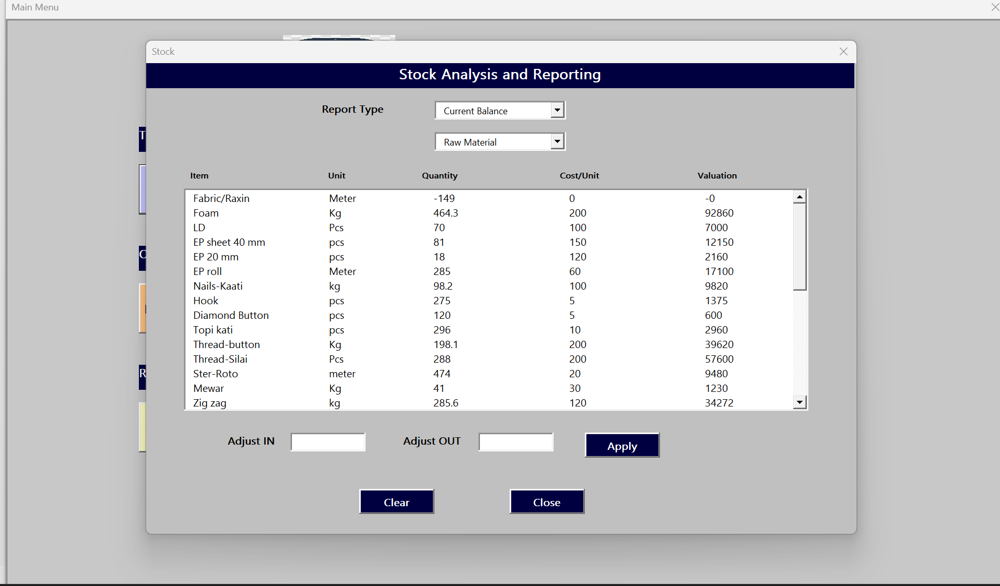 Main Menu
Stock
Stock Analysis and Reporting
Report Type
Current Balance
Raw Material
Item Unit Quantity Cost/Unit Valuation
Fabric/Raxin Meter -149 0 -0
Foam Kg 464.3 200 92860
LD Pcs 70 100 7000
EP sheet 40 mm pcs 81 150 12150
EP 20 mm pcs 18 120 2160
EP roll Meter 285 60 17100
Nails-Kaati kg 98.2 100 9820
Hook pcs 275 5 1375
Diamond Button pcs 120 5 600
Topi kati pcs 296 10 2960
Thread-button Kg 198.1 200 39620
Thread-Silai Pcs 288 200 57600
Ster-Roto meter 474 20 9480
Mewar Kg 41 30 1230
Zig zag kg 285.6 120 34272
Adjust IN Adjust OUT Apply
Clear Close
T
C
R